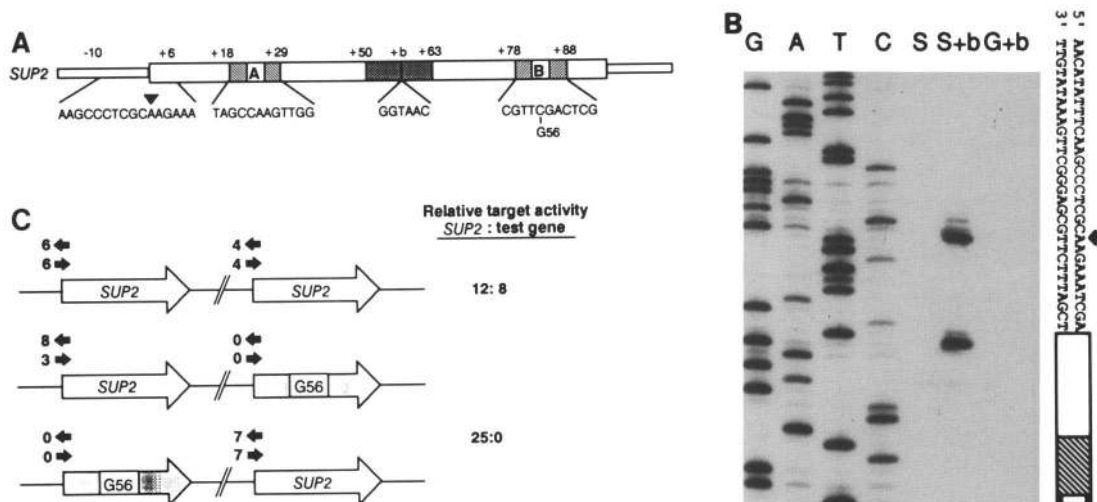 A
-10 +6 +18 +29 +50 +b +63 +78 +88
SUP2 A B
AAGCCCTCGCAAGAAA TAGCCAAGTTGG GGTAAC CGTTCGACTCG
G56
B
G A T C S S+b G+b
5' AACATATTTCAAGCCCTCGCAAGAAATCGA
3' TTGTATAAAGTTCGGGAGCGTTCTTTAGCT
C
Relative target activity
SUP2 : test gene
6 4
6 4
SUP2 SUP2 12: 8
8 0
3 0
SUP2 G56
0 7
0 7
25:0
G56 SUP2